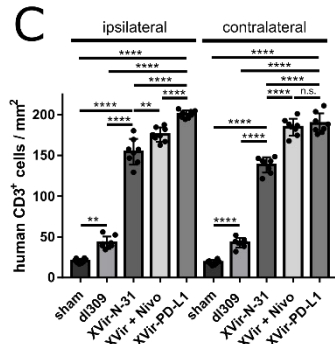 C
ipsilateral contralateral
**** ****
**** ****
**** ****
**** ** **** n.s.
**** ****
**** ****
** ****
human CD3⁺ cells / mm²
200
150
100
50
0
sham dl309 XVir-N-31 XVir + Nivo XVir-PD-L1 sham dl309 XVir-N-31 XVir + Nivo XVir-PD-L1